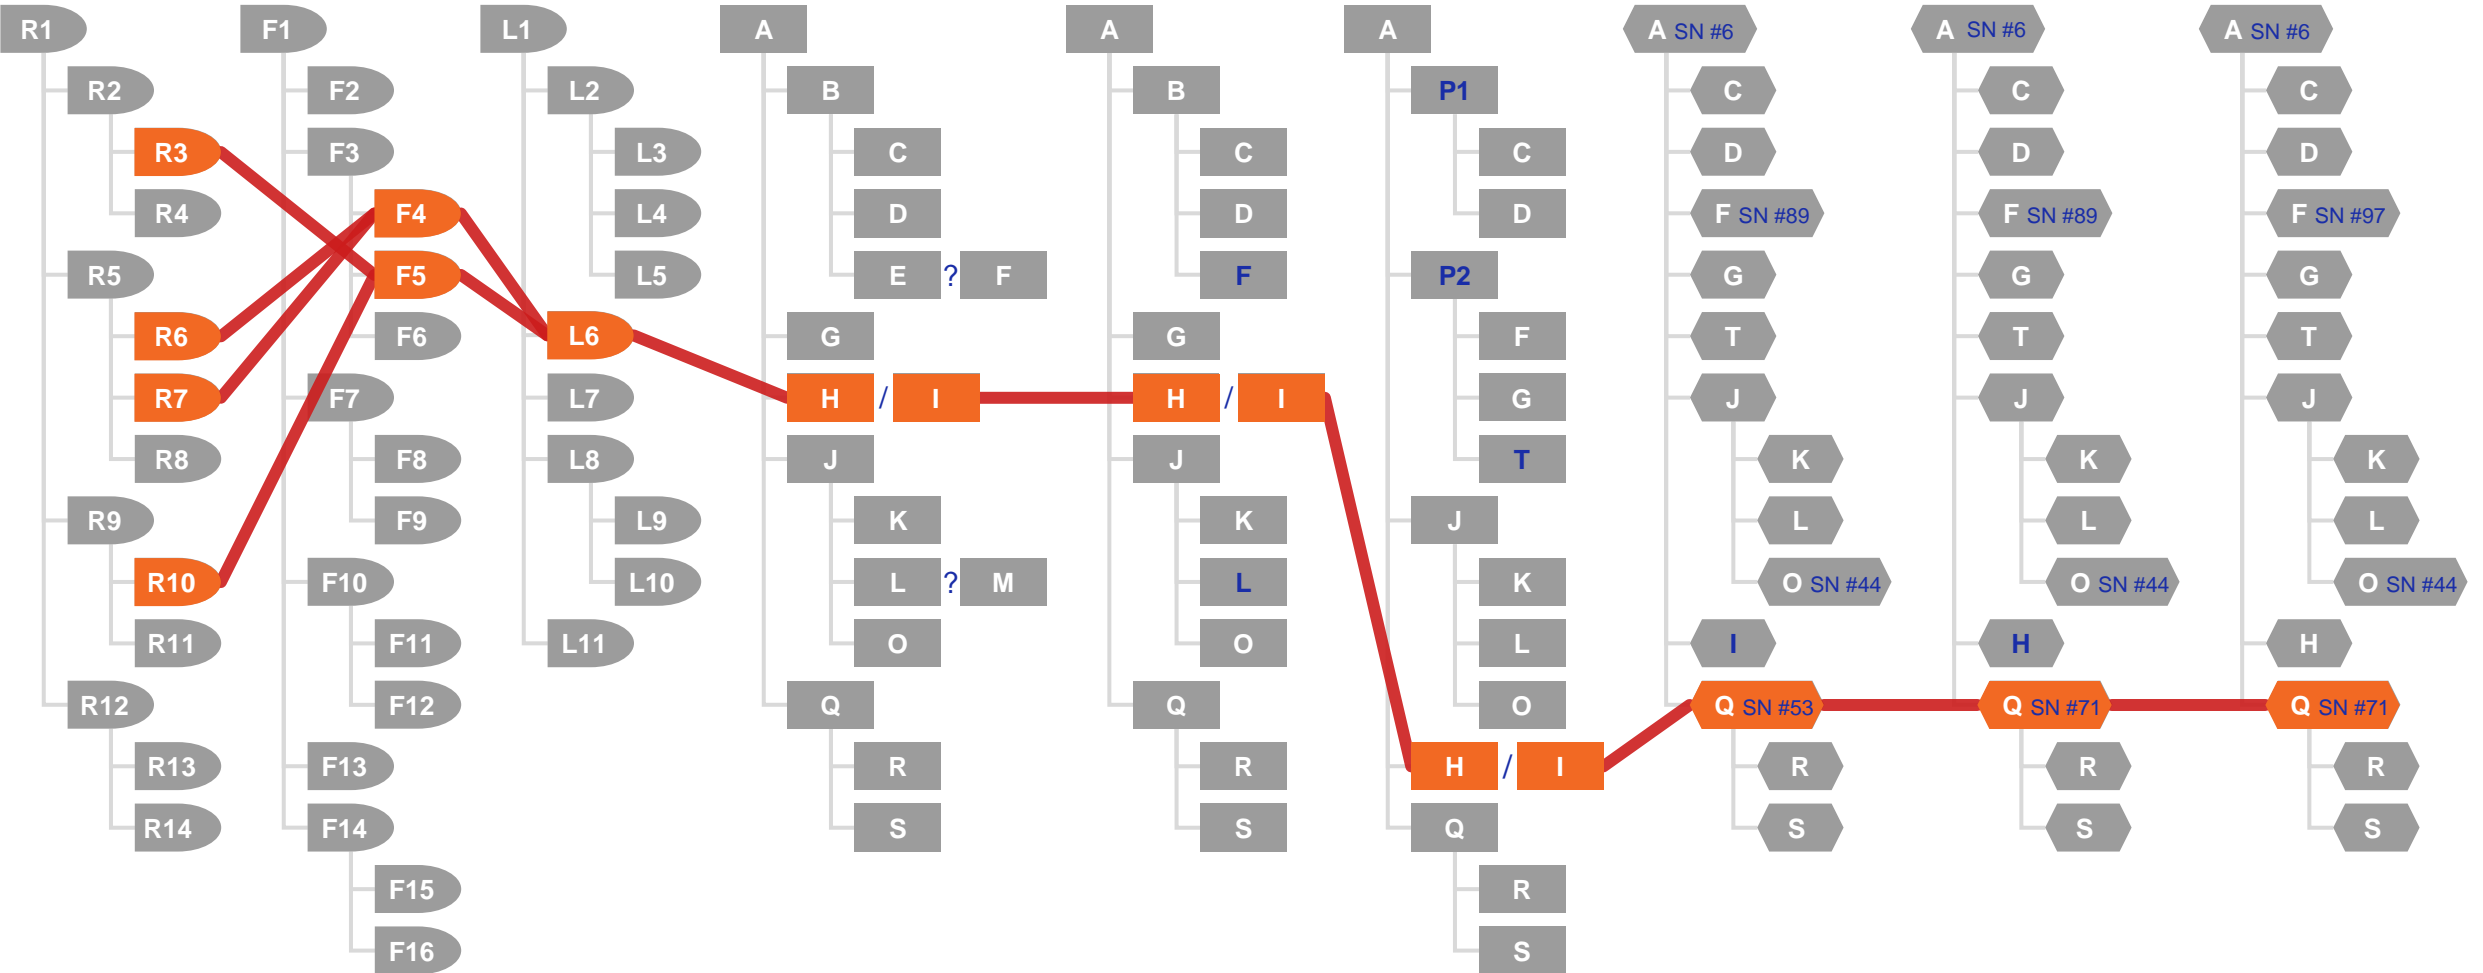 R1 F1 L1 A A A A SN #6 A SN #6 A SN #6
R2 F2 L2 B B P1 C C C
R3 F3 L3 C C C D D D
R4 F4 L4 D D D F SN #89 F SN #89 F SN #97
R5 F5 L5 E ? F F P2 G G G
R6 F6 L6 G G F T T T
R7 F7 L7 H / I H / I G J J J
R8 F8 L8 J J T K K K
R9 F9 L9 K K J L L L
R10 F10 L10 L ? M L K O SN #44 O SN #44 O SN #44
R11 F11 L11 O O L I H H
R12 F12 Q Q O Q SN #53 Q SN #71 Q SN #71
R13 F13 R R H / I R R R
R14 F14 S S Q S S S
F15 R
F16 S